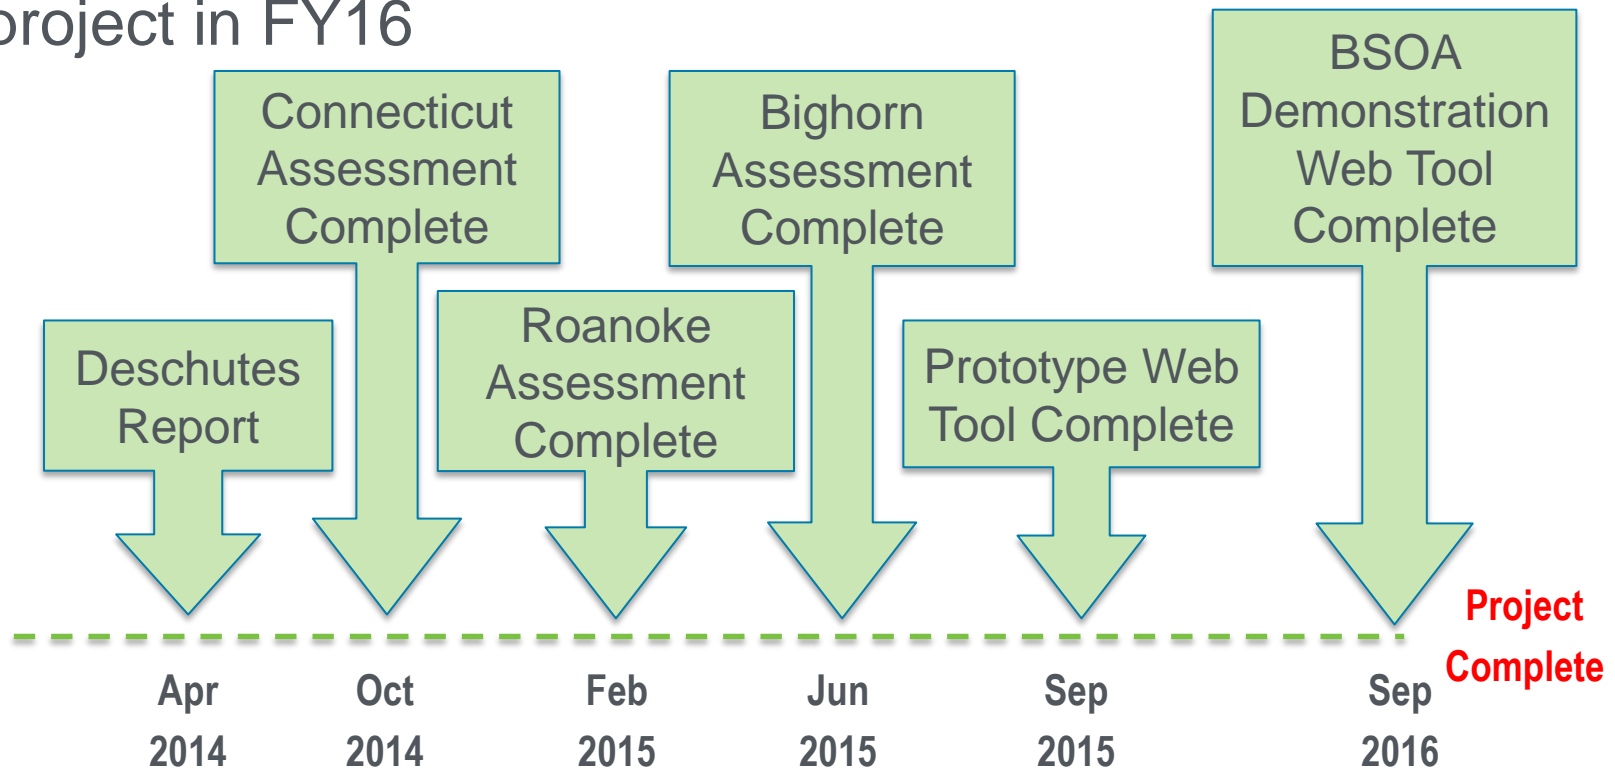 project in FY16
Connecticut
Assessment
Complete
Bighorn
Assessment
Complete
BSOA
Demonstration
Web Tool
Complete
Deschutes
Report
Roanoke
Assessment
Complete
Prototype Web
Tool Complete
Project
Complete
Apr
2014
Oct
2014
Feb
2015
Jun
2015
Sep
2015
Sep
2016